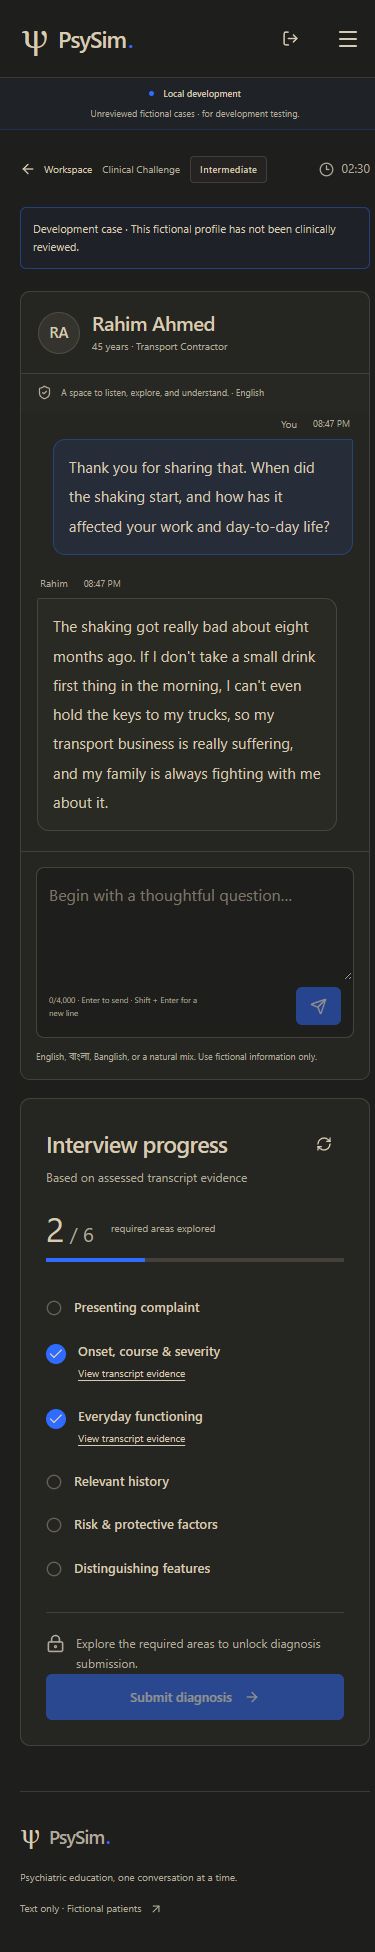 ψ PsySim.
Local development
Unreviewed fictional cases · for development testing.
← Workspace Clinical Challenge Intermediate 02:30
Development case · This fictional profile has not been clinically
reviewed.
RA
Rahim Ahmed
45 years · Transport Contractor
A space to listen, explore, and understand. · English
You 08:47 PM
Thank you for sharing that. When did
the shaking start, and how has it
affected your work and day-to-day life?
Rahim 08:47 PM
The shaking got really bad about eight
months ago. If I don't take a small drink
first thing in the morning, I can't even
hold the keys to my trucks, so my
transport business is really suffering,
and my family is always fighting with me
about it.
Begin with a thoughtful question...
0/4,000 · Enter to send · Shift + Enter for a
new line
English, বাংলা, Banglish, or a natural mix. Use fictional information only.
Interview progress
Based on assessed transcript evidence
2 / 6 required areas explored
Presenting complaint
Onset, course & severity
View transcript evidence
Everyday functioning
View transcript evidence
Relevant history
Risk & protective factors
Distinguishing features
Explore the required areas to unlock diagnosis
submission.
Submit diagnosis →
ψ PsySim.
Psychiatric education, one conversation at a time.
Text only · Fictional patients ↗